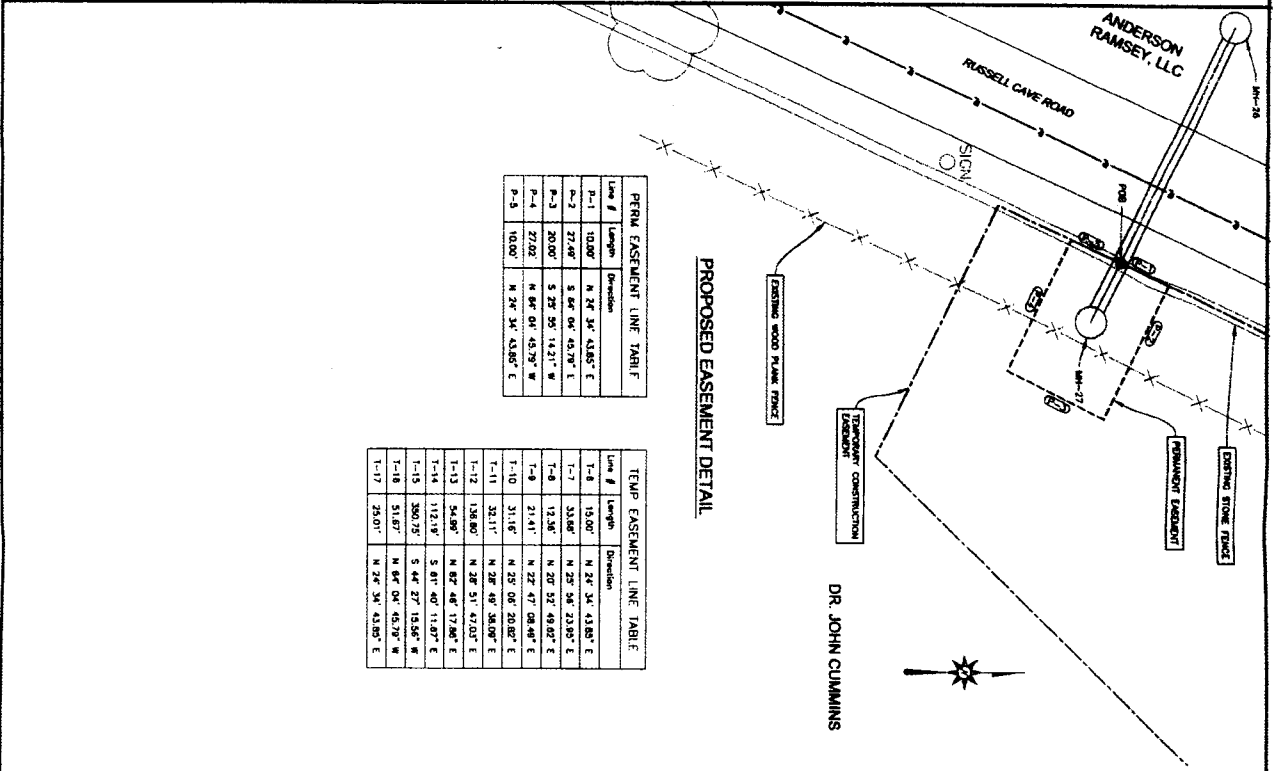 ANDERSON
RAMSEY, LLC
MH-26
RUSSELL CAVE ROAD
SIGN
POB
P-1
MH-27
EXISTING STONE FENCE
PERMANENT EASEMENT
TEMPORARY CONSTRUCTION
EASEMENT
EXISTING WOOD PLANK FENCE
DR. JOHN CUMMINS
PROPOSED EASEMENT DETAIL
PERM EASEMENT LINE TABLE
Line # Length Direction
P-1 10.00' N 24° 34' 43.85" E
P-2 27.49' S 64° 04' 45.79" E
P-3 20.00' S 25° 55' 14.21" W
P-4 27.02' N 64° 04' 45.79" W
P-5 10.00' N 24° 34' 43.85" E
TEMP EASEMENT LINE TABLE
Line # Length Direction
15.00' N 24° 34' 43.85" E
T-7 33.68' N 25° 56' 23.95" E
T-8 12.36' N 20° 52' 49.62" E
T-9 21.41' N 22° 47' 08.49" E
T-10 31.16' N 25° 06' 20.82" E
T-11 32.11' N 28° 49' 38.09" E
T-12 136.80' N 28° 51' 47.03" E
T-13 54.99' N 82° 46' 17.86" E
T-14 112.19' S 61° 40' 11.67" E
T-15 350.75' S 44° 27' 15.56" W
T-16 51.67' N 64° 04' 45.79" W
T-17 25.01' N 24° 34' 43.85" E